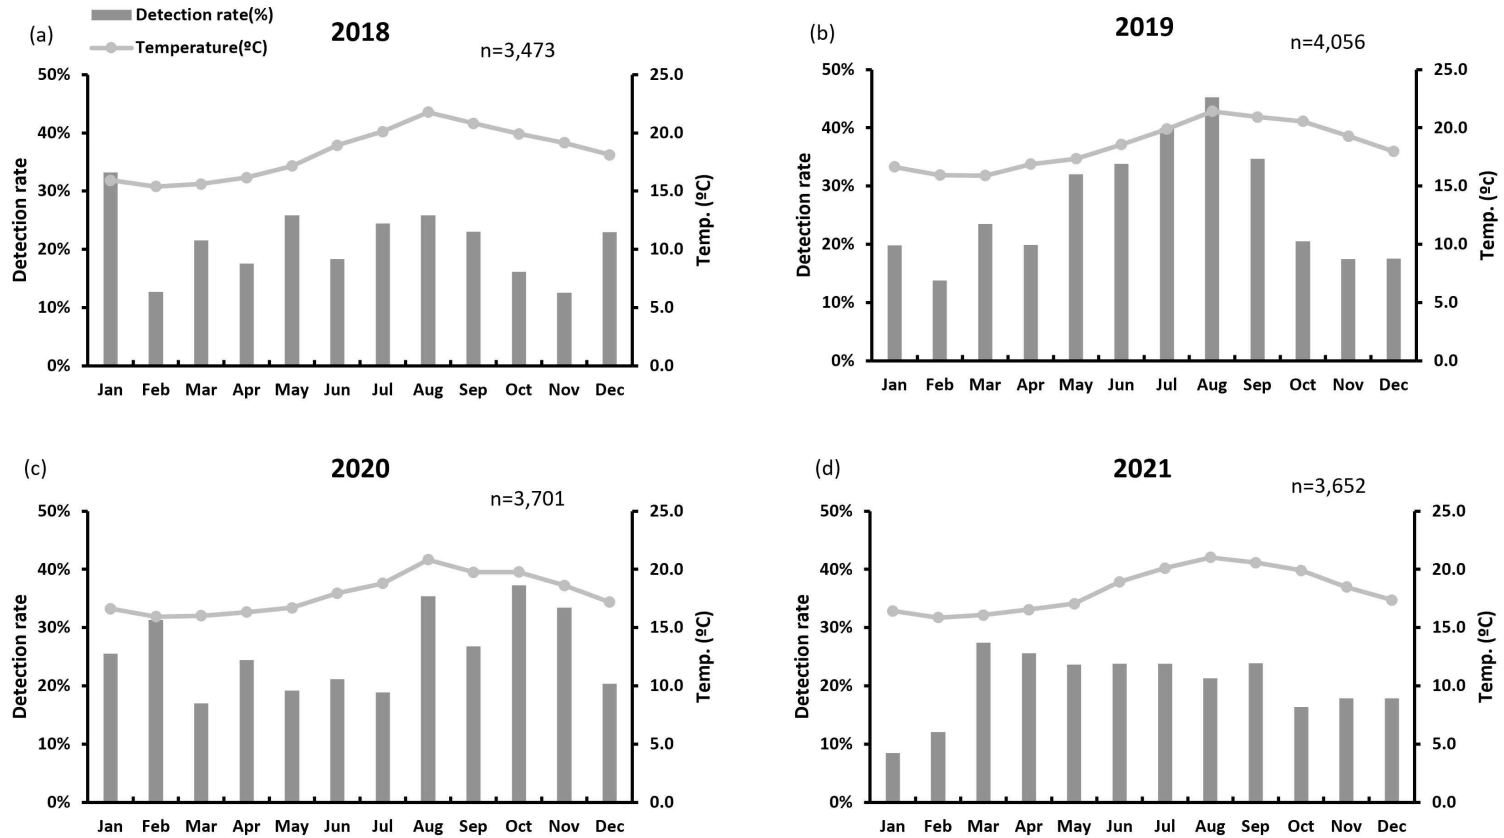 (a)
Detection rate(%)
Temperature(ºC)
2018
n=3,473
50%
40%
30%
20%
10%
0%
Detection rate
25.0
20.0
15.0
10.0
5.0
0.0
Temp. (ºC)
Jan Feb Mar Apr May Jun Jul Aug Sep Oct Nov Dec
(b)
2019
n=4,056
50%
40%
30%
20%
10%
0%
Detection rate
25.0
20.0
15.0
10.0
5.0
0.0
Temp. (ºC)
Jan Feb Mar Apr May Jun Jul Aug Sep Oct Nov Dec
(c)
2020
n=3,701
50%
40%
30%
20%
10%
0%
Detection rate
25.0
20.0
15.0
10.0
5.0
0.0
Temp. (ºC)
Jan Feb Mar Apr May Jun Jul Aug Sep Oct Nov Dec
(d)
2021
n=3,652
50%
40%
30%
20%
10%
0%
Detection rate
25.0
20.0
15.0
10.0
5.0
0.0
Temp. (ºC)
Jan Feb Mar Apr May Jun Jul Aug Sep Oct Nov Dec